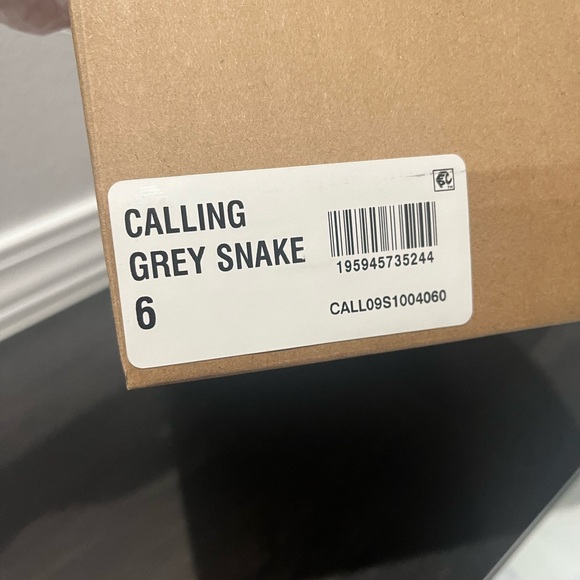 CALLING
GREY SNAKE
6
195945735244
CALL09S1004060